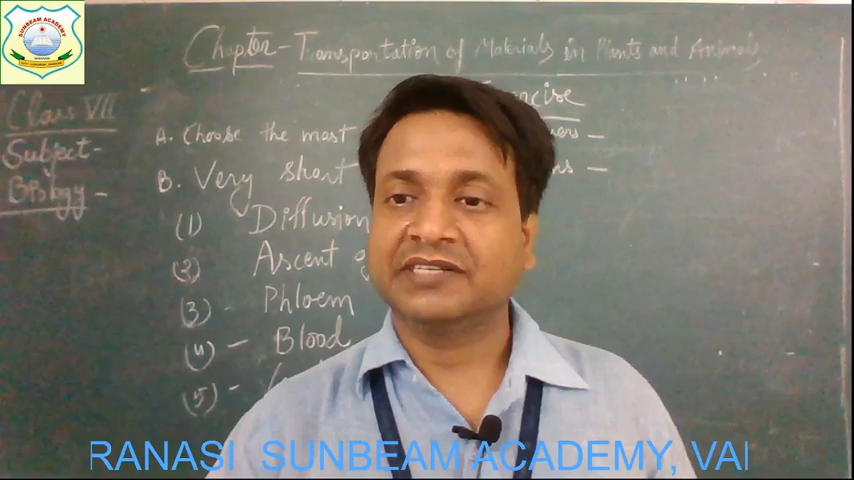 SUNBEAM ACADEMY
Chapter - Transportation of Materials in Plants and Animals
Class VII
Subject -
Biology -
A. Choose the most
B. Very short
(1) Diffusion
(2) Ascent
(3) - Phloem
(4) - Blood
(5) -
RANASI SUNBEAM ACADEMY, VAI